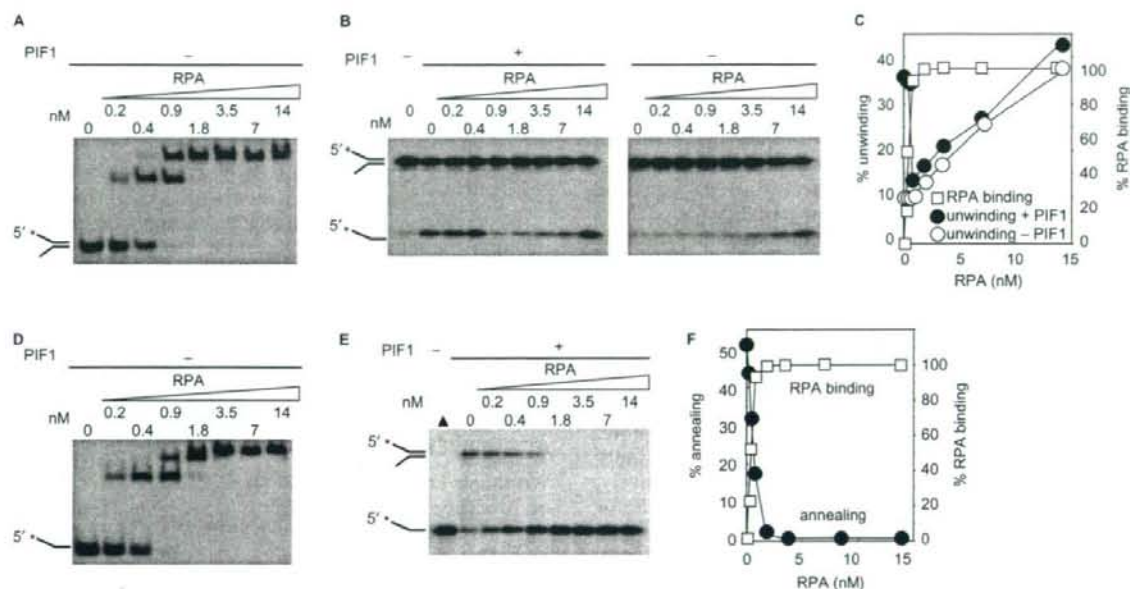 A
PIF1
–
RPA
0.2 0.9 3.5 14
nM
0 0.4 1.8 7
5′ *
B
PIF1 – + –
RPA RPA
0.2 0.9 3.5 14 0.2 0.9 3.5 14
nM 0 0.4 1.8 7 0 0.4 1.8 7
5′ *
5′ *
C
% unwinding
40
30
20
10
0
100
80
60
40
20
0
% RPA binding
RPA binding
unwinding + PIF1
unwinding – PIF1
0 5 10 15
RPA (nM)
D
PIF1
–
RPA
nM
0.2 0.9 3.5 14
0 0.4 1.8 7
5′ *
E
PIF1 – +
RPA
nM
0.2 0.9 3.5 14
0 0.4 1.8 7
5′ *
5′ *
F
% annealing
50
40
30
20
10
0
100
80
60
40
20
0
% RPA binding
RPA binding
annealing
0 5 10 15
RPA (nM)